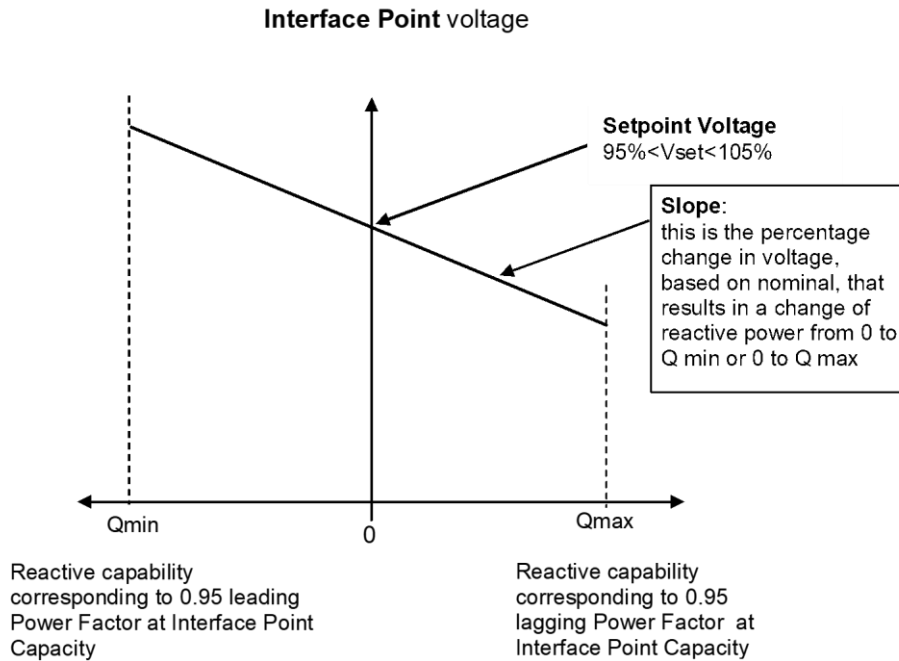 Interface Point voltage
Setpoint Voltage
95%<Vset<105%
Slope:
this is the percentage
change in voltage,
based on nominal, that
results in a change of
reactive power from 0 to
Q min or 0 to Q max
Qmin
0
Qmax
Reactive capability
corresponding to 0.95 leading
Power Factor at Interface Point
Capacity
Reactive capability
corresponding to 0.95
lagging Power Factor at
Interface Point Capacity